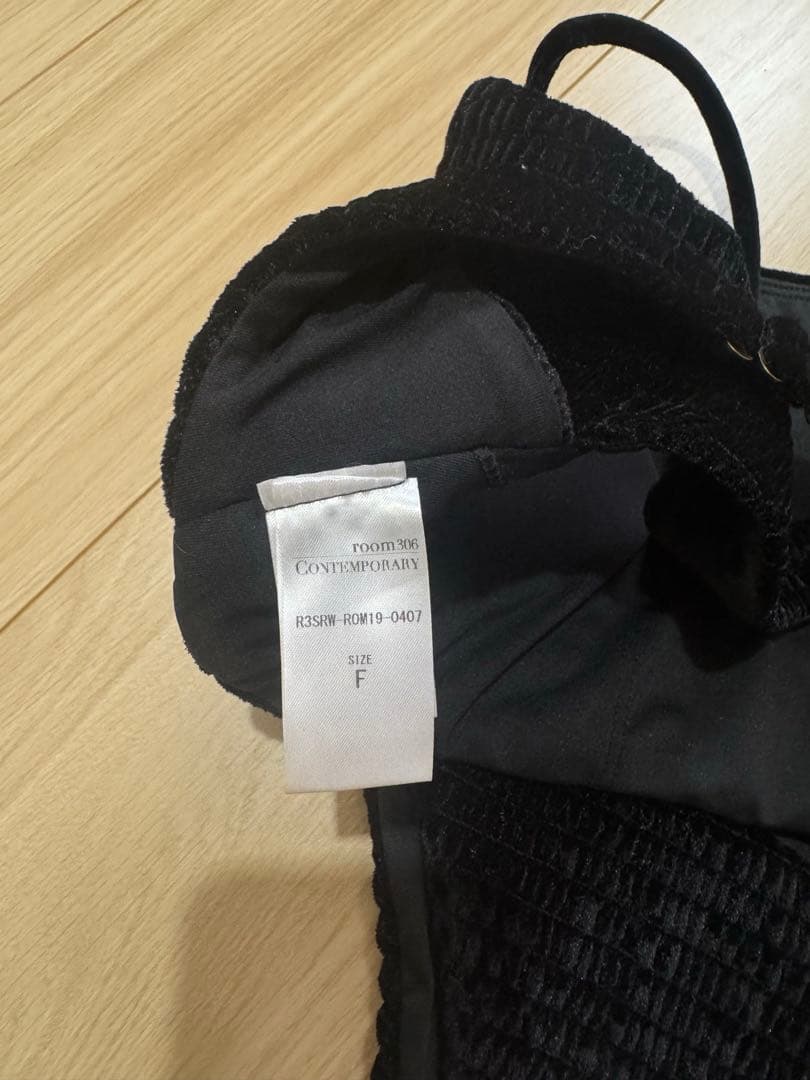 room306
CONTEMPORARY
R3SRW-ROM19-0407
SIZE
F